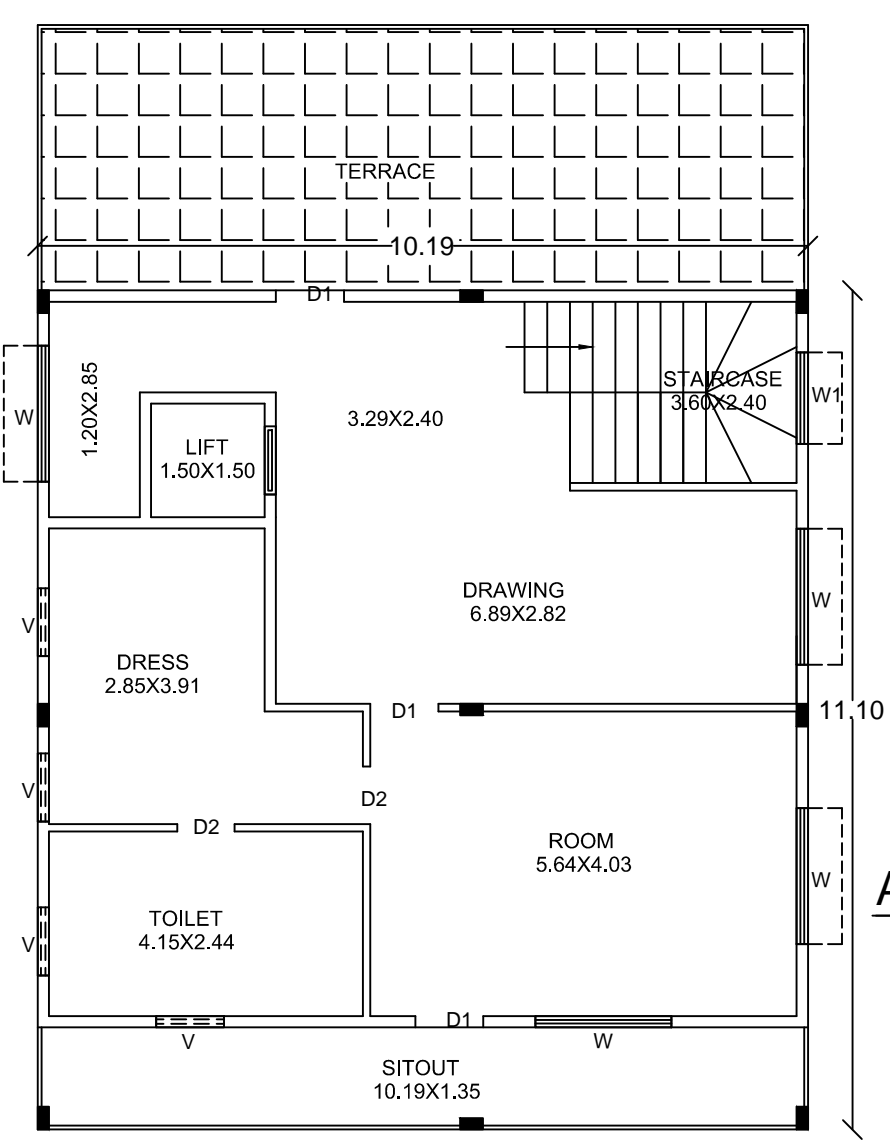 TERRACE
10.19
D1
1.20X2.85
W
LIFT
1.50X1.50
3.29X2.40
STAIRCASE
3.60X2.40
W1
DRAWING
6.89X2.82
W
V
DRESS
2.85X3.91
D1
11.10
V
D2
D2
ROOM
5.64X4.03
W
A
TOILET
4.15X2.44
V
D1
V
W
SITOUT
10.19X1.35